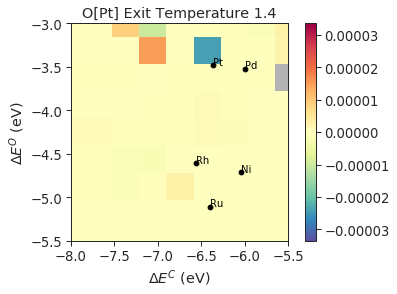 O[Pt] Exit Temperature 1.4
−3.0
−3.5
−4.0
−4.5
−5.0
−5.5
ΔE^O (eV)
Pt
Pd
Rh
Ni
Ru
−8.0 −7.5 −7.0 −6.5 −6.0 −5.5
ΔE^C (eV)
0.00003
0.00002
0.00001
0.00000
−0.00001
−0.00002
−0.00003